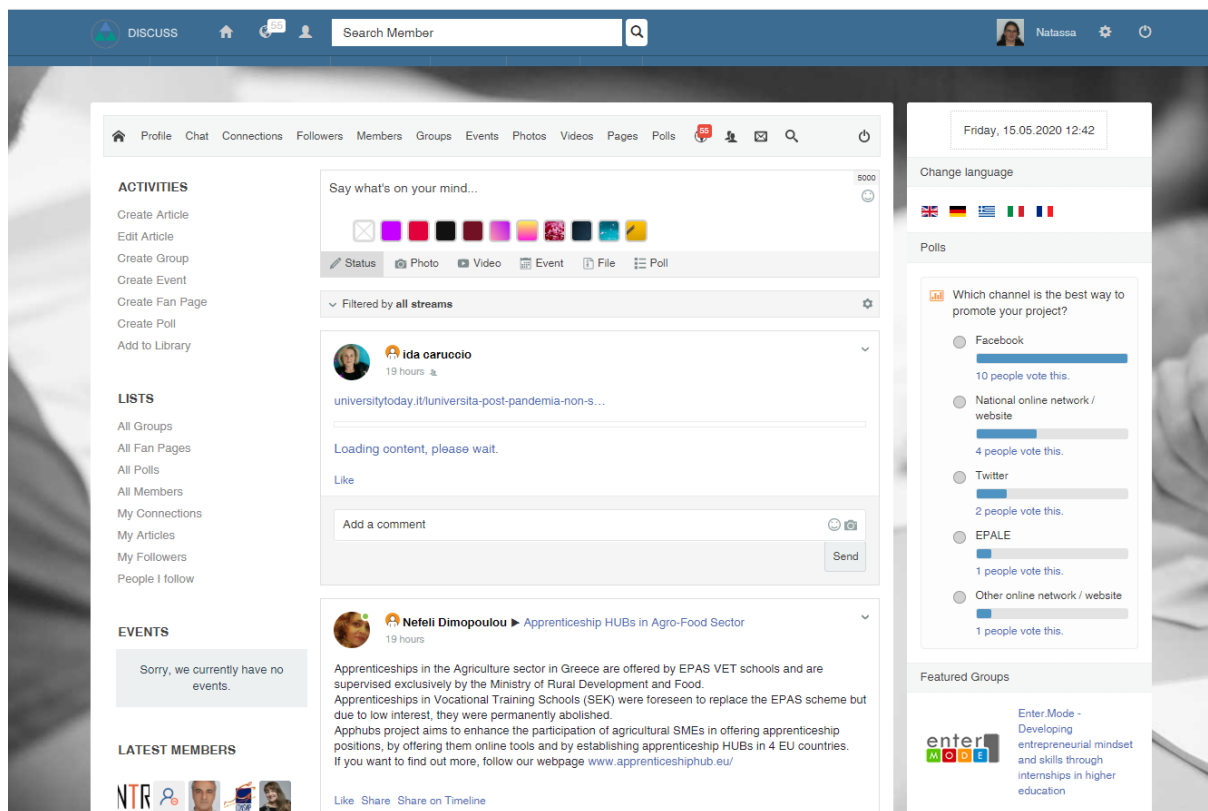 DISCUSS
55
Search Member
Natassa
Profile Chat Connections Followers Members Groups Events Photos Videos Pages Polls
55
ACTIVITIES
Create Article
Edit Article
Create Group
Create Event
Create Fan Page
Create Poll
Add to Library
LISTS
All Groups
All Fan Pages
All Polls
All Members
My Connections
My Articles
My Followers
People I follow
EVENTS
Sorry, we currently have no
events.
LATEST MEMBERS
NTR
Say what's on your mind...
5000
Status Photo Video Event File Poll
Filtered by all streams
ida caruccio
19 hours
universitytoday.it/luniversita-post-pandemia-non-s...
Loading content, please wait.
Like
Add a comment
Send
Nefeli Dimopoulou ▶ Apprenticeship HUBs in Agro-Food Sector
19 hours
Apprenticeships in the Agriculture sector in Greece are offered by EPAS VET schools and are
supervised exclusively by the Ministry of Rural Development and Food.
Apprenticeships in Vocational Training Schools (SEK) were foreseen to replace the EPAS scheme but
due to low interest, they were permanently abolished.
Apphubs project aims to enhance the participation of agricultural SMEs in offering apprenticeship
positions, by offering them online tools and by establishing apprenticeship HUBs in 4 EU countries.
If you want to find out more, follow our webpage www.apprenticeshiphub.eu/
Like Share Share on Timeline
Friday, 15.05.2020 12:42
Change language
Polls
Which channel is the best way to
promote your project?
Facebook
10 people vote this.
National online network /
website
4 people vote this.
Twitter
2 people vote this.
EPALE
1 people vote this.
Other online network / website
1 people vote this.
Featured Groups
enter
MODE
Enter.Mode -
Developing
entrepreneurial mindset
and skills through
internships in higher
education